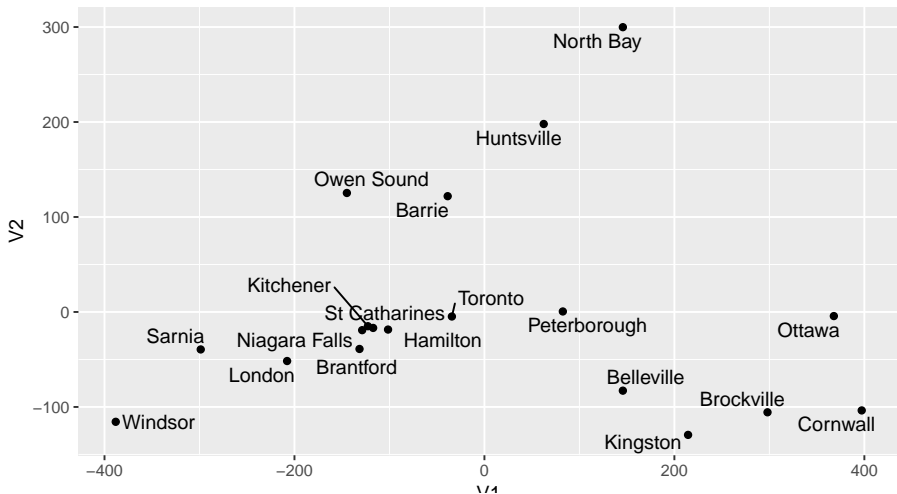 300
200
100
0
−100
V2
North Bay
Huntsville
Owen Sound
Barrie
Kitchener
Toronto
St Catharines
Peterborough
Ottawa
Sarnia
Niagara Falls
Hamilton
London
Brantford
Belleville
Brockville
Windsor
Cornwall
Kingston
−400
−200
0
200
400
V1